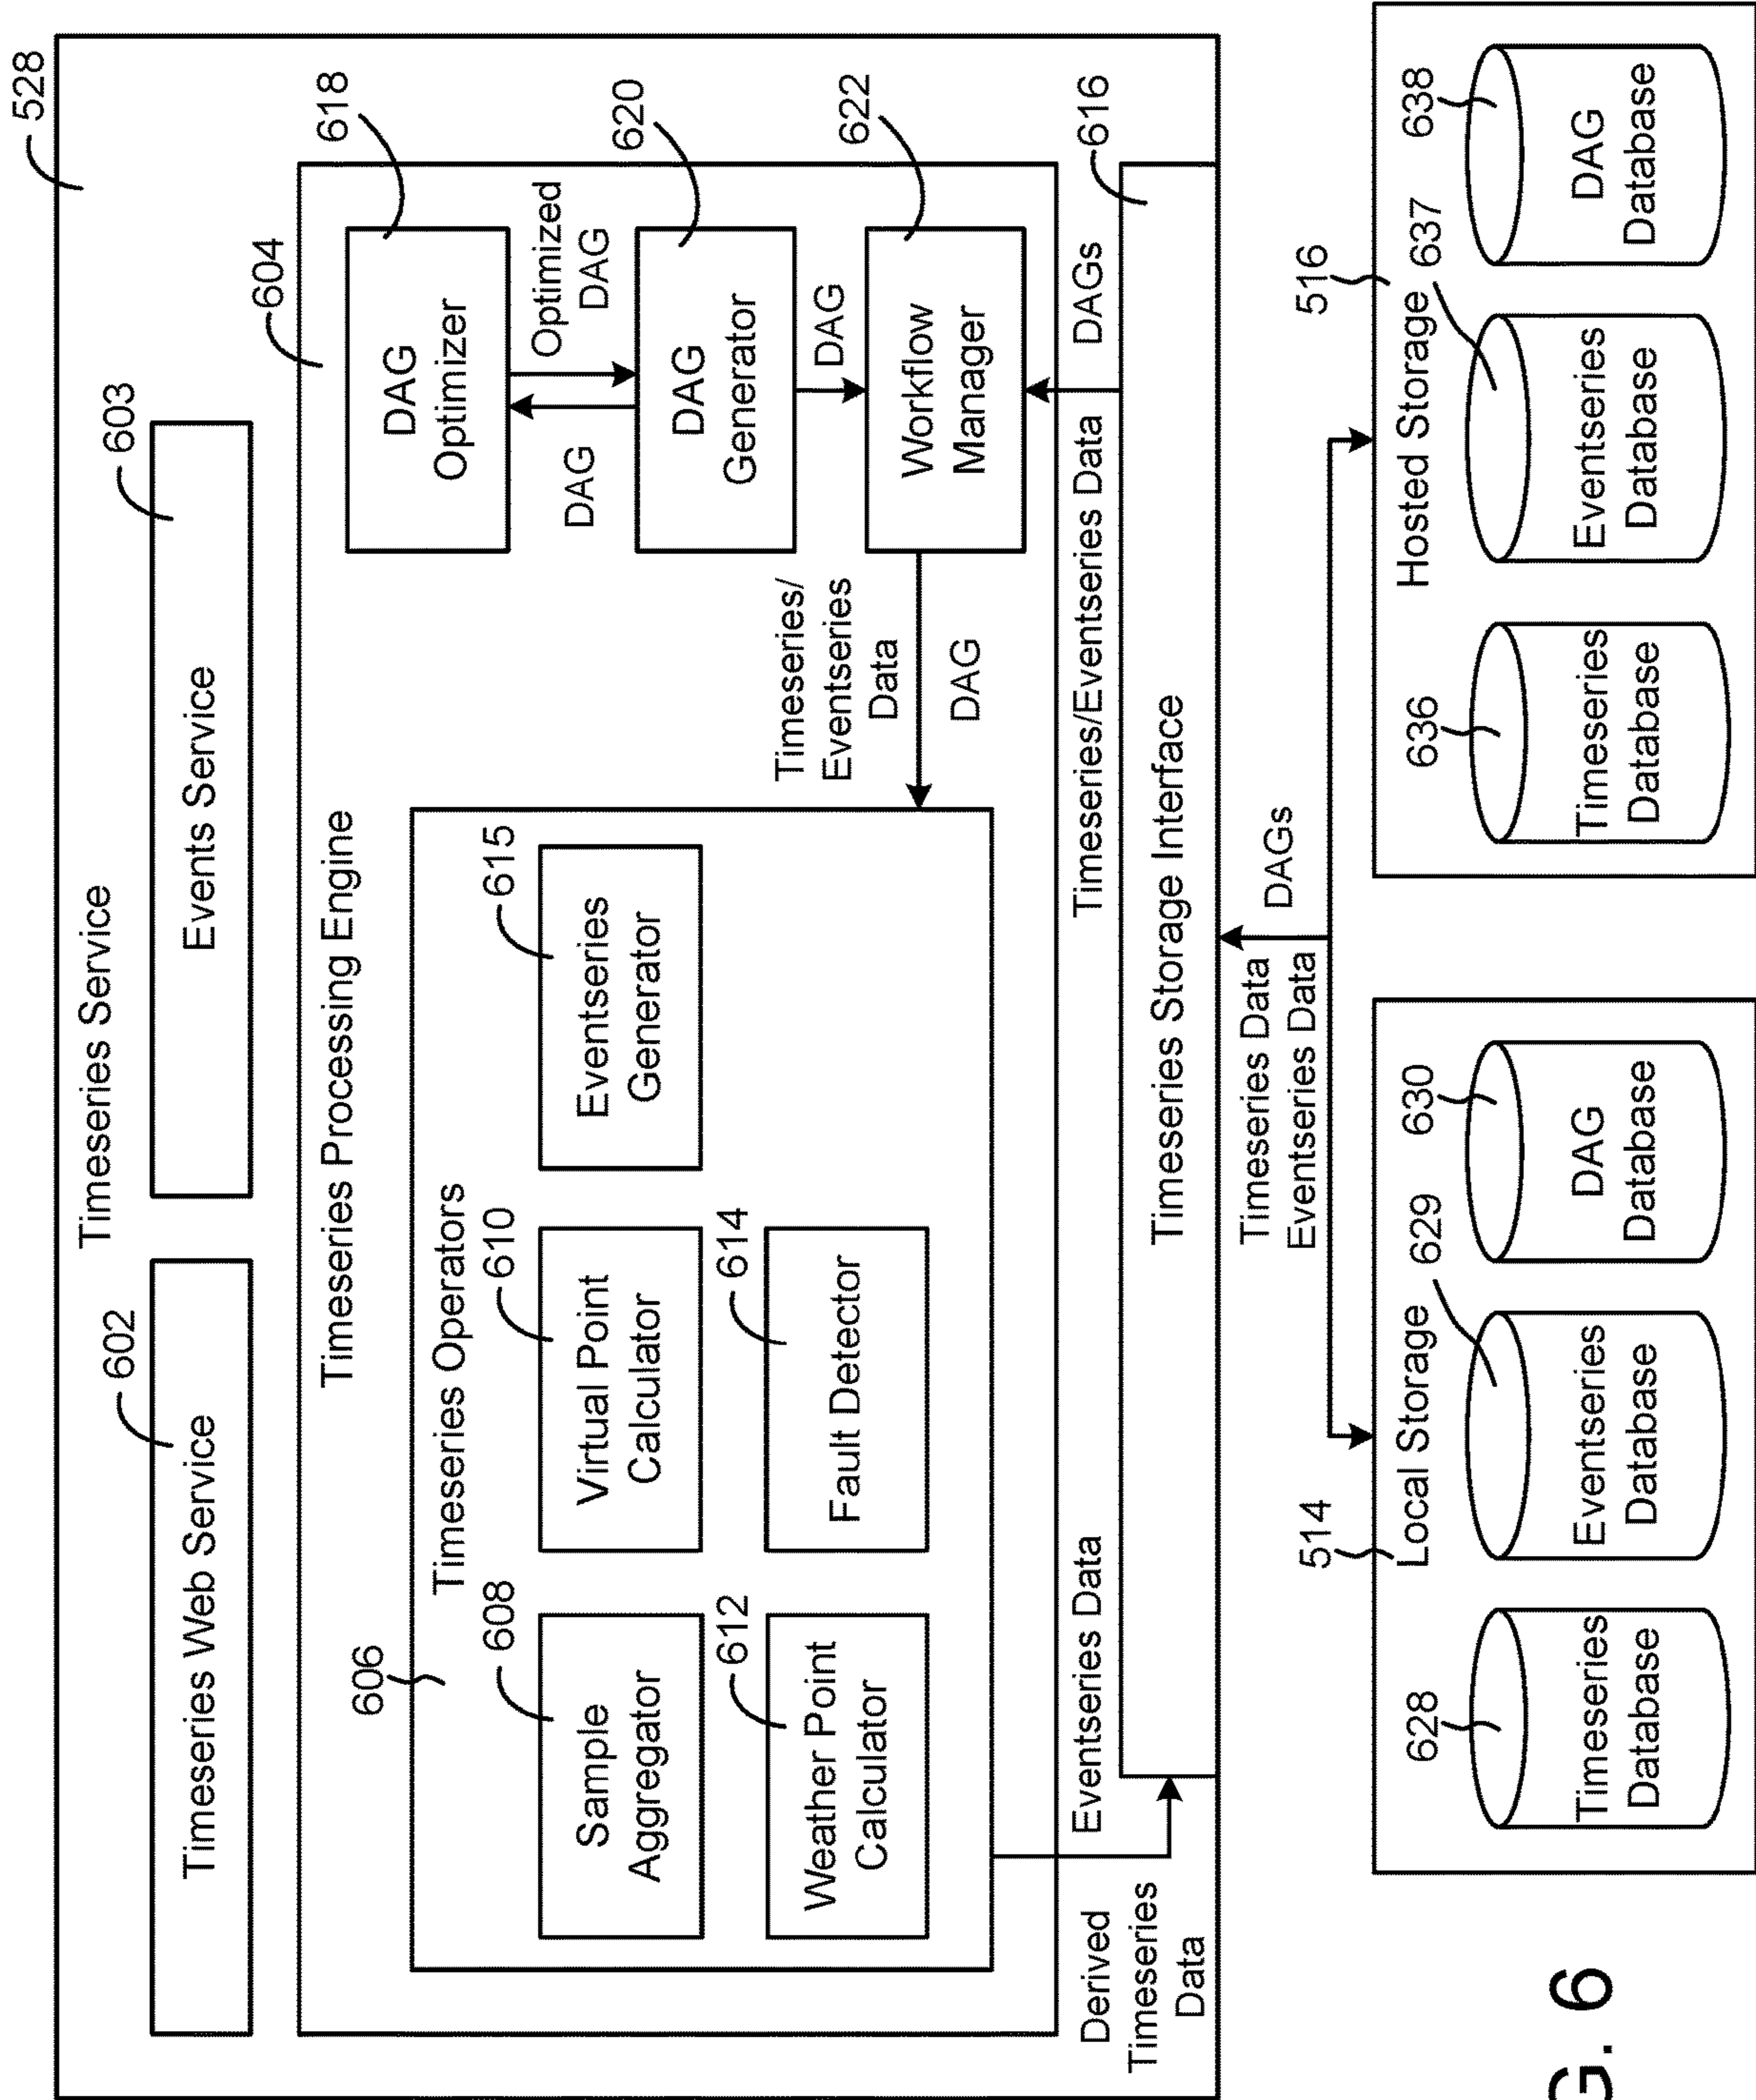 528
Timeseries Service
602
603
Timeseries Web Service
Events Service
604
Timeseries Processing Engine
606
Timeseries Operators
608
Sample
Aggregator
610
Virtual Point
Calculator
615
Eventseries
Generator
612
Weather Point
Calculator
614
Fault Detector
618
DAG
Optimizer
DAG
Optimized
DAG
620
DAG
Generator
DAG
622
Workflow
Manager
Timeseries/
Eventseries
Data
DAG
Derived
Timeseries
Data
Eventseries Data
Timeseries/Eventseries Data
DAGs
616
Timeseries Storage Interface
Timeseries Data
Eventseries Data
DAGs
514
Local Storage
628
Timeseries
Database
629
Eventseries
Database
630
DAG
Database
516
Hosted Storage
636
Timeseries
Database
637
Eventseries
Database
638
DAG
Database
G. 6